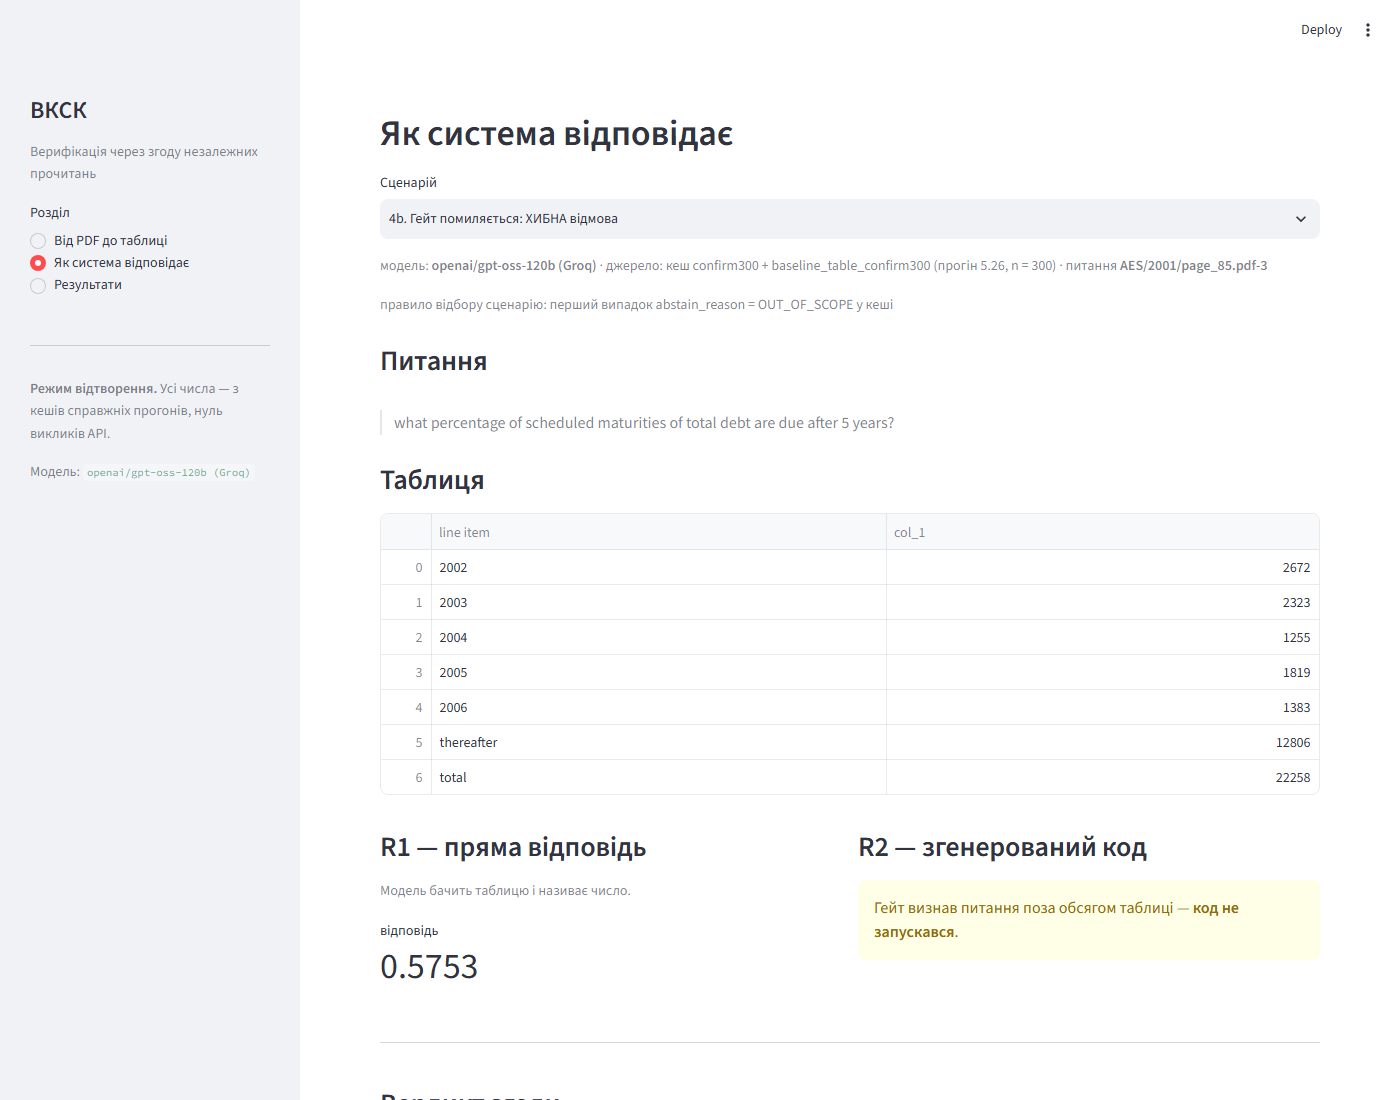 Deploy
ВКСК
Верифікація через згоду незалежних
прочитань
Розділ
Від PDF до таблиці
Як система відповідає
Результати
Режим відтворення. Усі числа — з
кешів справжніх прогонів, нуль
викликів API.
Модель: openai/gpt-oss-120b (Groq)
Як система відповідає
Сценарій
4b. Гейт помиляється: ХИБНА відмова
модель: openai/gpt-oss-120b (Groq) · джерело: кеш confirm300 + baseline_table_confirm300 (прогін 5.26, n = 300) · питання AES/2001/page_85.pdf-3
правило відбору сценарію: перший випадок abstain_reason = OUT_OF_SCOPE у кеші
Питання
what percentage of scheduled maturities of total debt are due after 5 years?
Таблиця
line item col_1
0 2002 2672
1 2003 2323
2 2004 1255
3 2005 1819
4 2006 1383
5 thereafter 12806
6 total 22258
R1 — пряма відповідь
Модель бачить таблицю і називає число.
відповідь
0.5753
R2 — згенерований код
Гейт визнав питання поза обсягом таблиці — код не
запускався.